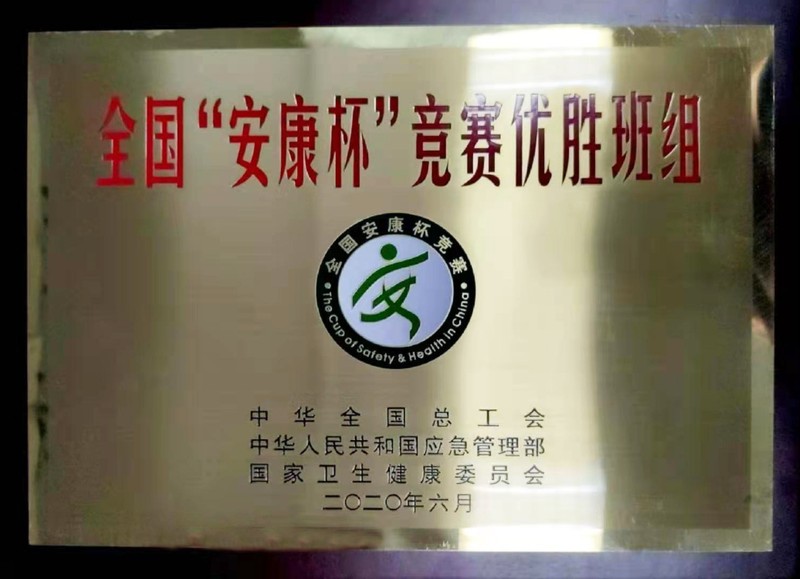 全国“安康杯”竞赛优胜班组
全国安康杯竞赛
The Cup of Safety & Health in China
中华全国总工会
中华人民共和国应急管理部
国家卫生健康委员会
二〇二〇年六月